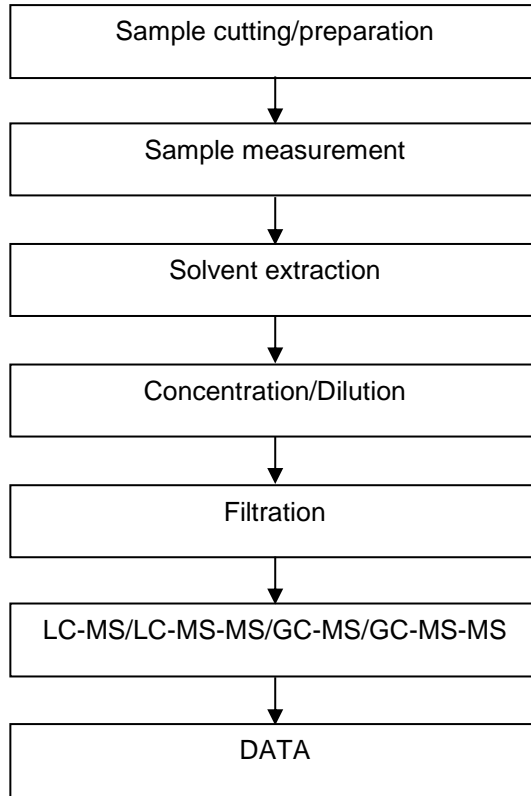 Sample cutting/preparation
Sample measurement
Solvent extraction
Concentration/Dilution
Filtration
LC-MS/LC-MS-MS/GC-MS/GC-MS-MS
DATA